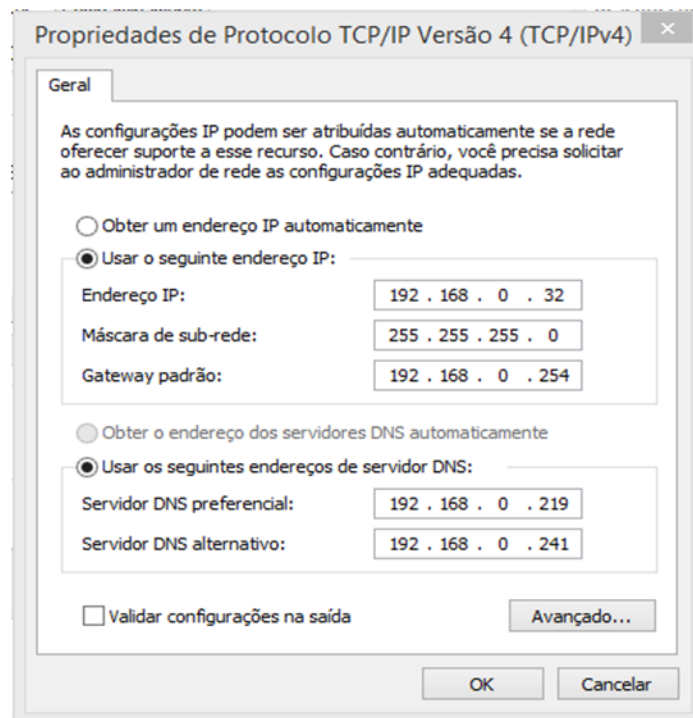 Propriedades de Protocolo TCP/IP Versão 4 (TCP/IPv4)
Geral
As configurações IP podem ser atribuídas automaticamente se a rede
oferecer suporte a esse recurso. Caso contrário, você precisa solicitar
ao administrador de rede as configurações IP adequadas.
Obter um endereço IP automaticamente
Usar o seguinte endereço IP:
Endereço IP: 192 . 168 . 0 . 32
Máscara de sub-rede: 255 . 255 . 255 . 0
Gateway padrão: 192 . 168 . 0 . 254
Obter o endereço dos servidores DNS automaticamente
Usar os seguintes endereços de servidor DNS:
Servidor DNS preferencial: 192 . 168 . 0 . 219
Servidor DNS alternativo: 192 . 168 . 0 . 241
Validar configurações na saída
Avançado...
OK Cancelar